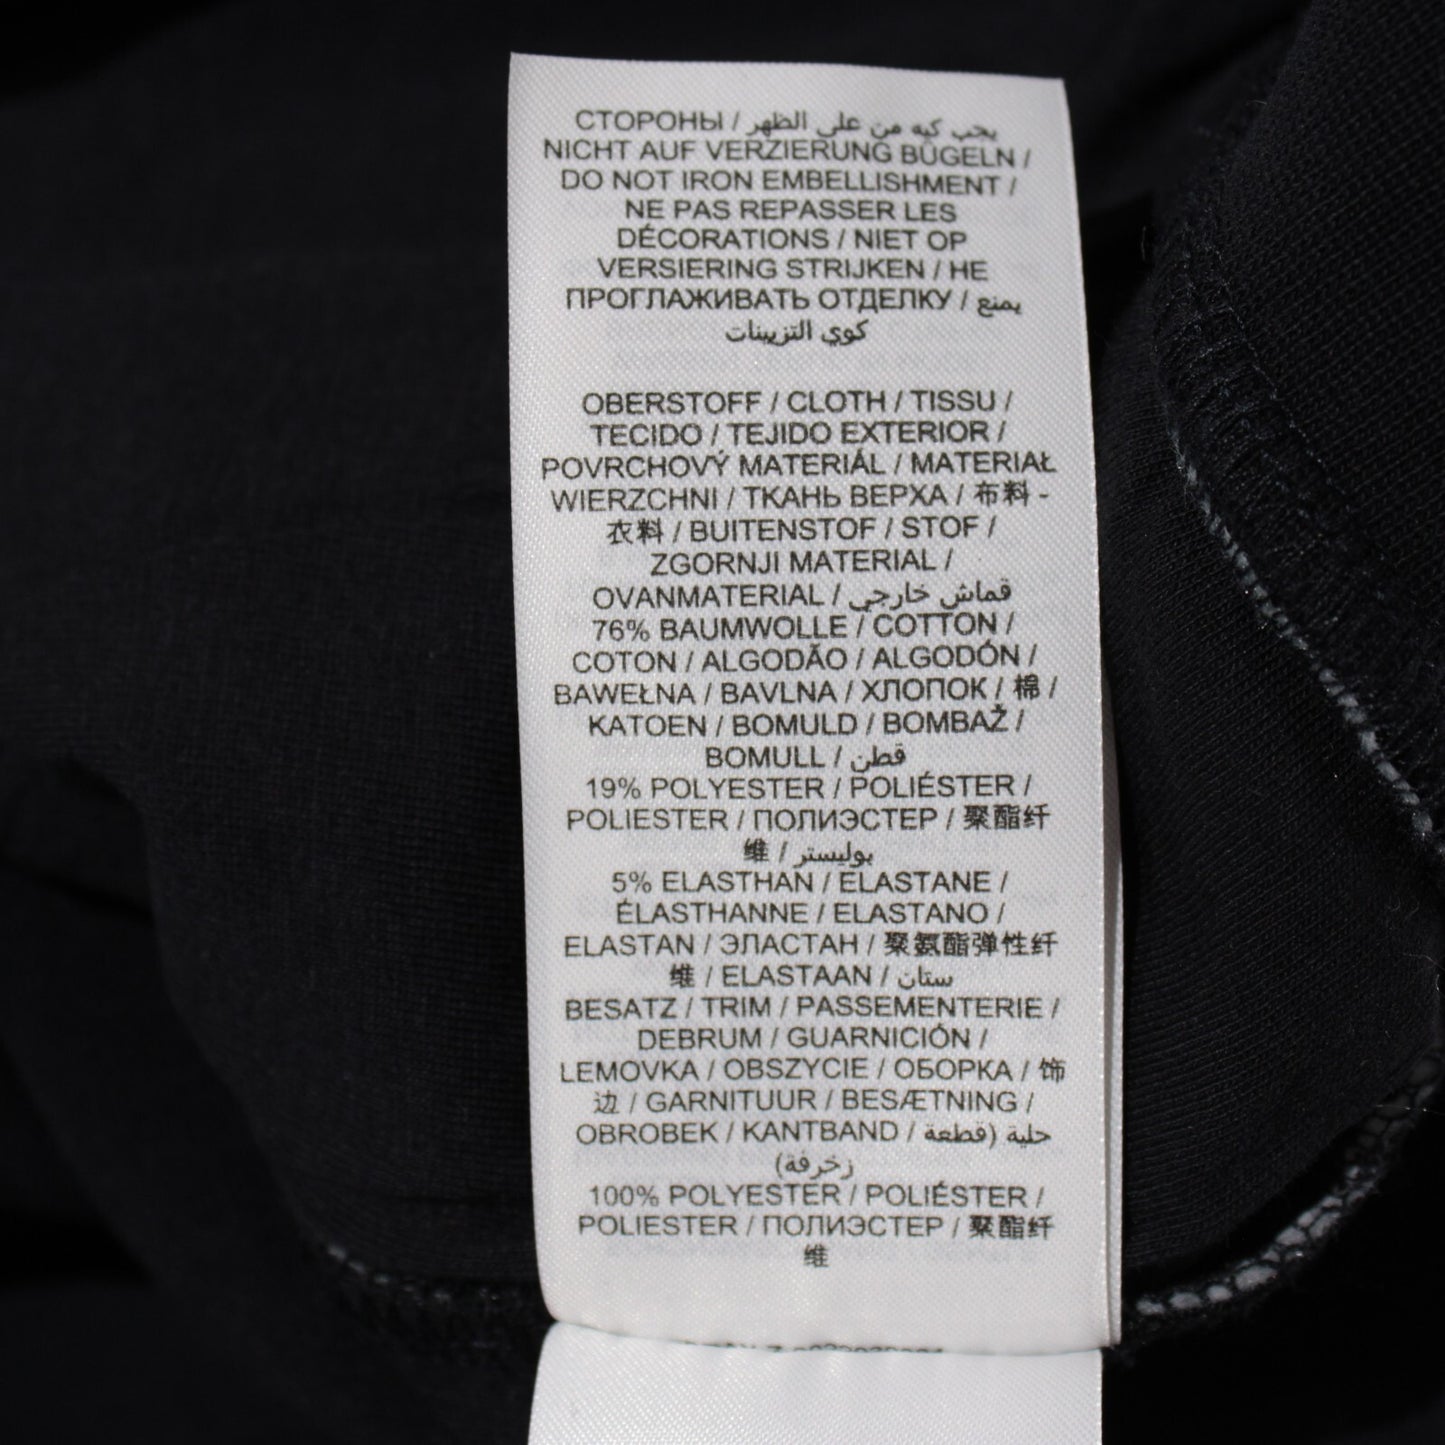 СТОРОНЫ / يجب كيه من على الظهر
NICHT AUF VERZIERUNG BÜGELN /
DO NOT IRON EMBELLISHMENT /
NE PAS REPASSER LES
DÉCORATIONS / NIET OP
VERSIERING STRIJKEN / НЕ
ПРОГЛАЖИВАТЬ ОТДЕЛКУ / يمنع
كوي التزيينات
OBERSTOFF / CLOTH / TISSU /
TECIDO / TEJIDO EXTERIOR /
POVRCHOVÝ MATERIÁL / MATERIAŁ
WIERZCHNI / ТКАНЬ ВЕРХА / 布料 -
衣料 / BUITENSTOF / STOF /
ZGORNJI MATERIAL /
OVANMATERIAL / قماش خارجي
76% BAUMWOLLE / COTTON /
COTON / ALGODÃO / ALGODÓN /
BAWEŁNA / BAVLNA / ХЛОПОК / 棉 /
KATOEN / BOMULD / BOMBAŽ /
BOMULL / قطن
19% POLYESTER / POLIÉSTER /
POLIESTER / ПОЛИЭСТЕР / 聚酯纤
维 / بوليستر
5% ELASTHAN / ELASTANE /
ÉLASTHANNE / ELASTANO /
ELASTAN / ЭЛАСТАН / 聚氨酯弹性纤
维 / ELASTAAN / ستان
BESATZ / TRIM / PASSEMENTERIE /
DEBRUM / GUARNICIÓN /
LEMOVKA / OBSZYCIE / ОБОРКА / 饰
边 / GARNITUUR / BESÆTNING /
OBROBEK / KANTBAND / حلية (قطعة
زخرفة)
100% POLYESTER / POLIÉSTER /
POLIESTER / ПОЛИЭСТЕР / 聚酯纤
维